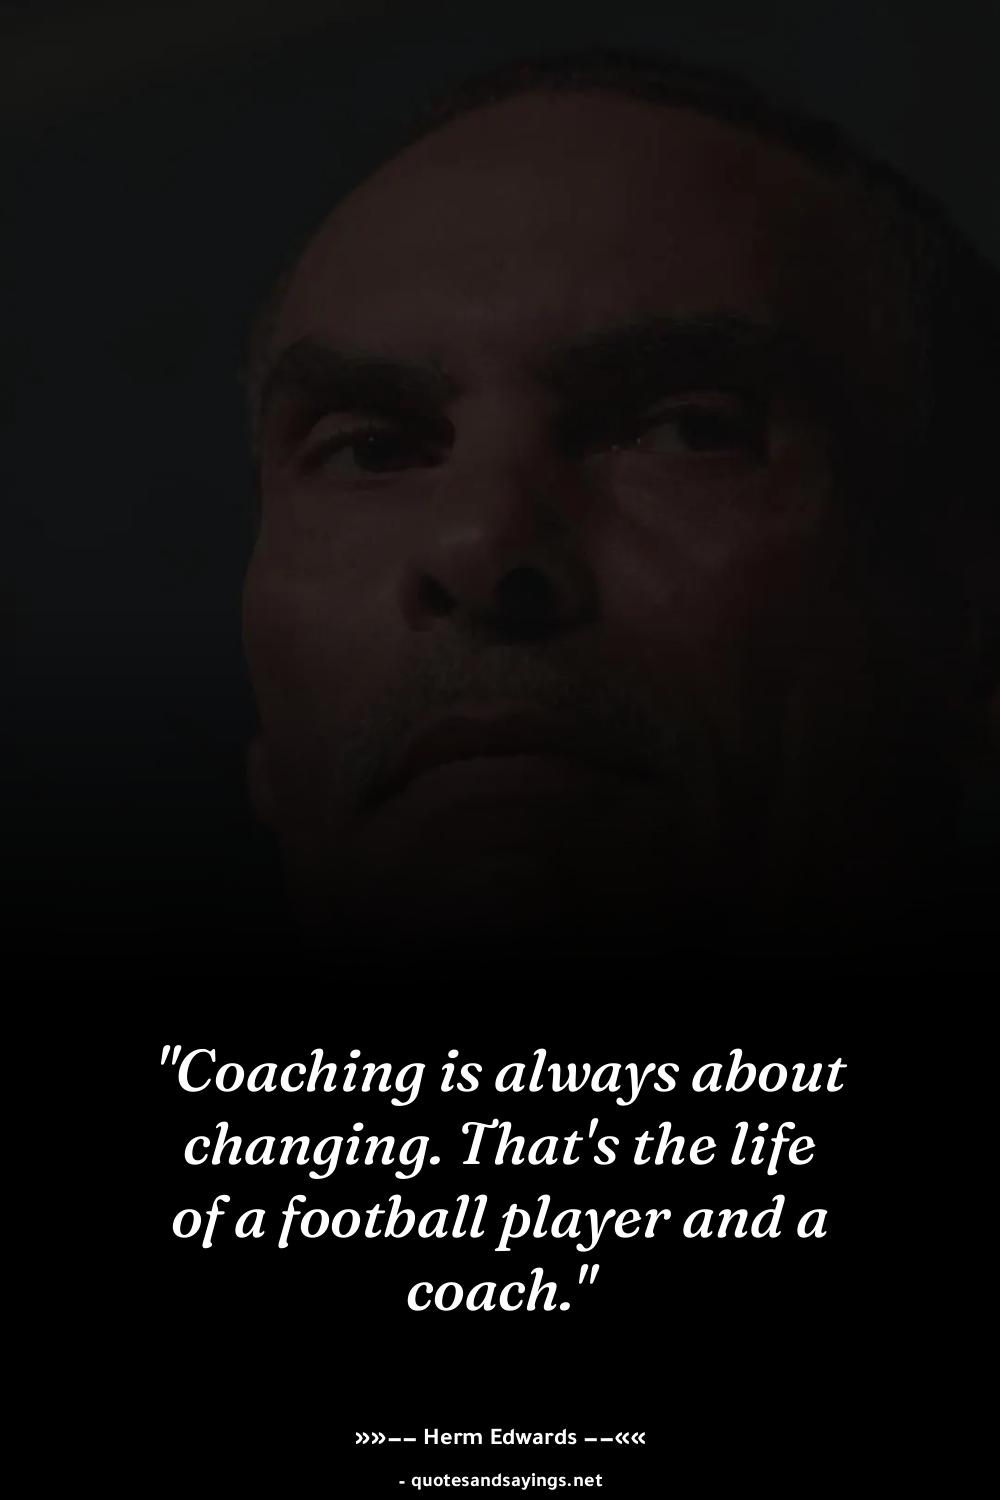 "Coaching is always about
changing. That's the life
of a football player and a
coach."
»»–– Herm Edwards ––««
- quotesandsayings.net